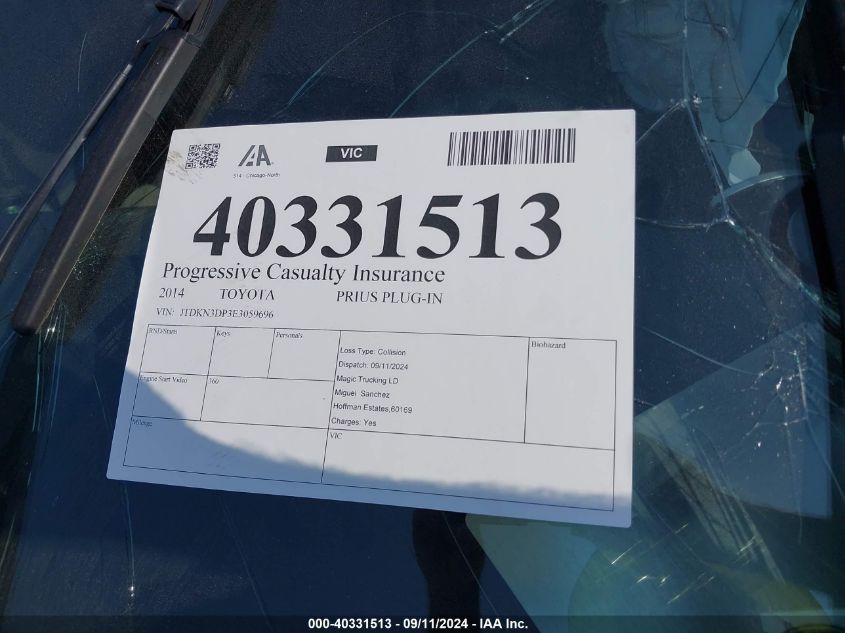 IAA
VIC
514 - Chicago-North
40331513
Progressive Casualty Insurance
2014 TOYOTA PRIUS PLUG-IN
VIN: JTDKN3DP3E3059696
RND/Starts Keys Personals
Loss Type: Collision
Dispatch: 09/11/2024
Magic Trucking LD
Miguel Sanchez
Hoffman Estates,60169
Charges: Yes
Biohazard
Engine Start Video 360
Mileage
VIC
000-40331513 - 09/11/2024 - IAA Inc.